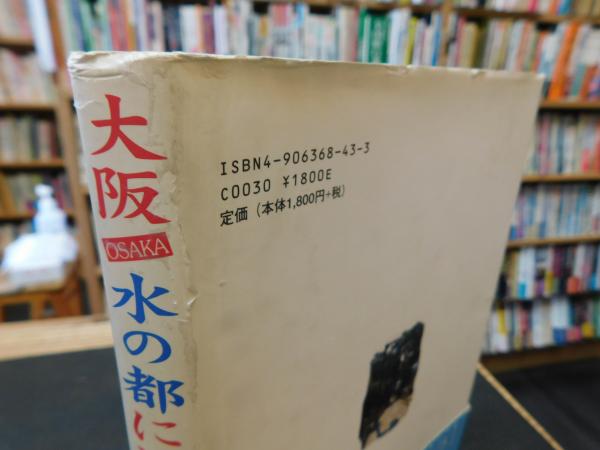 大阪
OSAKA
水の都に
ISBN4-906368-43-3
C0030 ¥1800E
定価（本体1,800円+税）